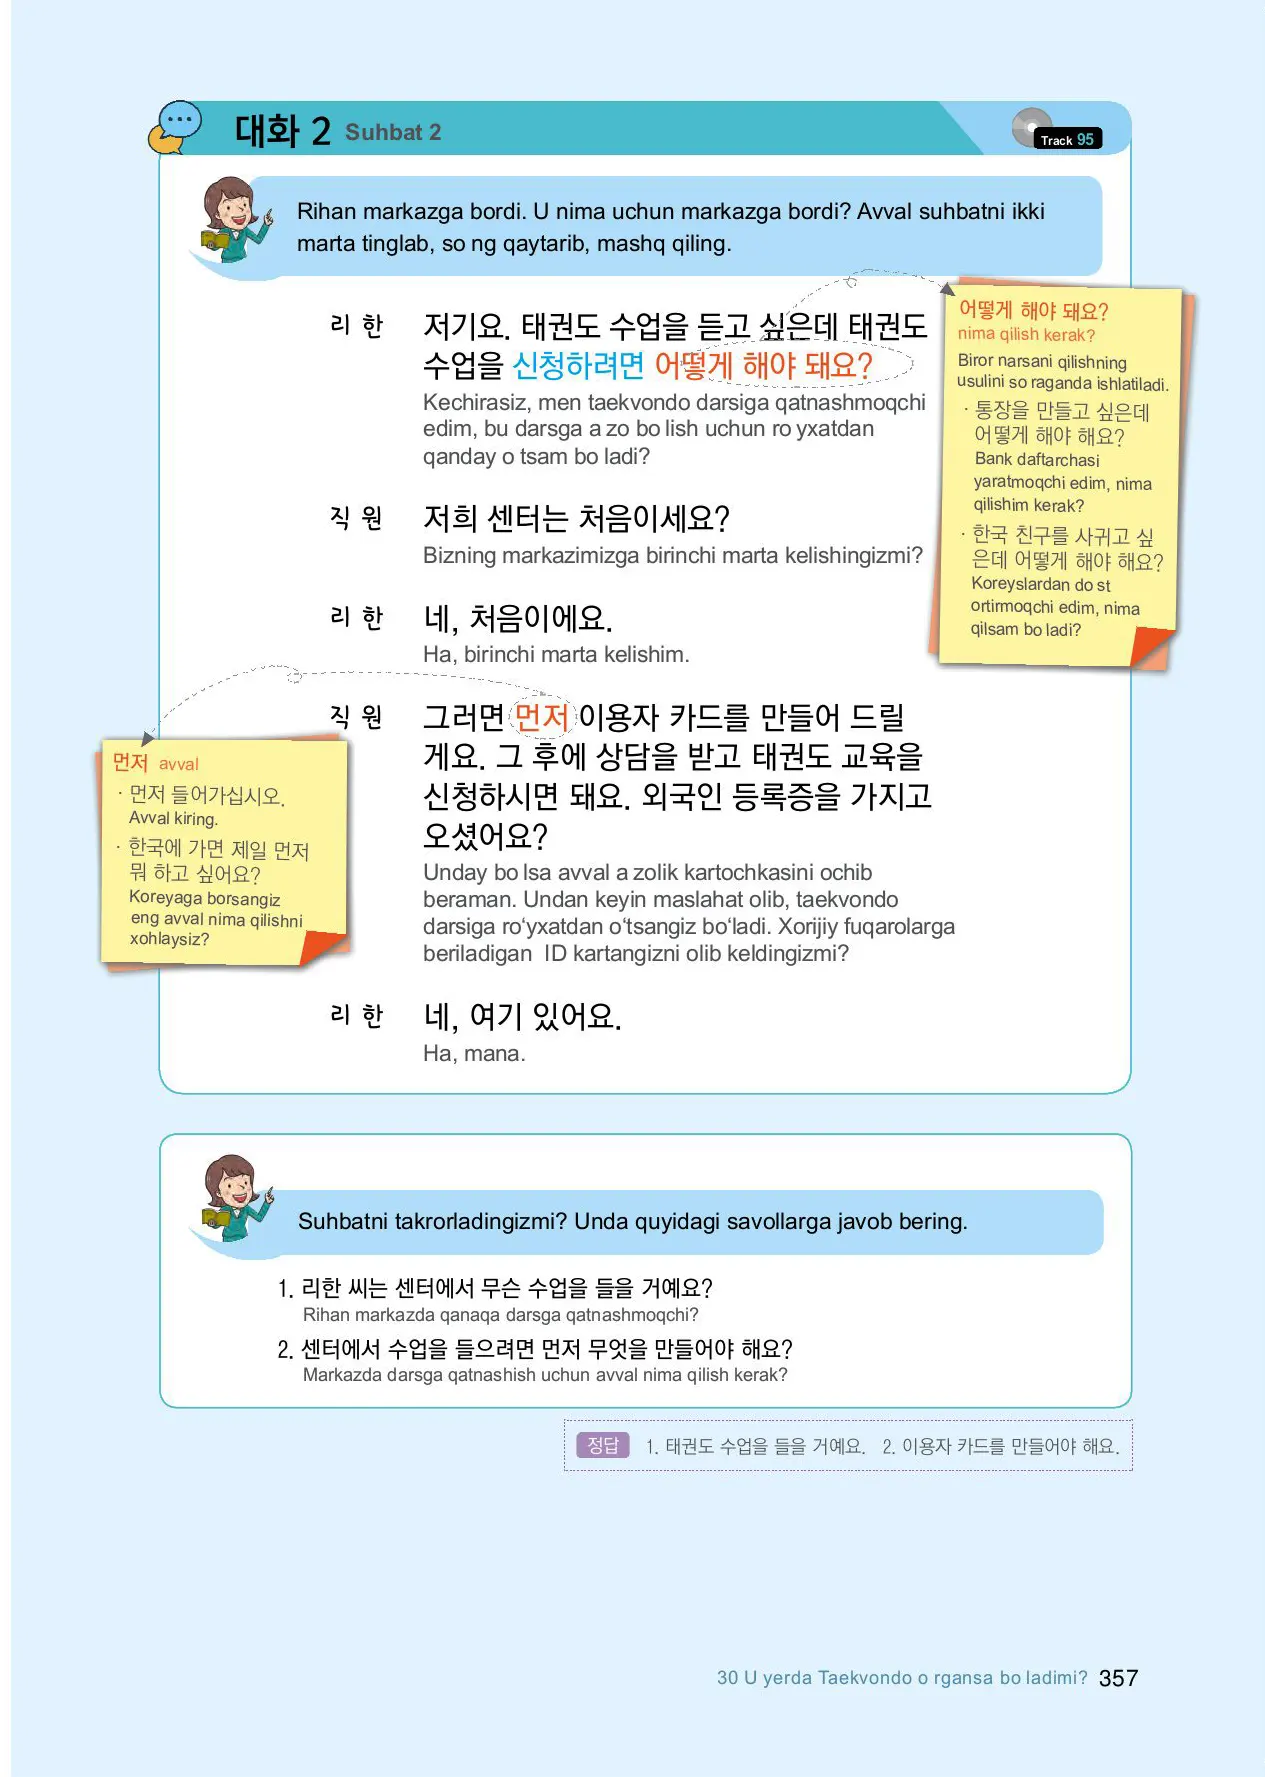 대화 2 Suhbat 2
Track 95
Rihan markazga bordi. U nima uchun markazga bordi? Avval suhbatni ikki
marta tinglab, so ng qaytarib, mashq qiling.
리 한 저기요. 태권도 수업을 듣고 싶은데 태권도
수업을 신청하려면 어떻게 해야 돼요?
Kechirasiz, men taekvondo darsiga qatnashmoqchi
edim, bu darsga a zo bo lish uchun ro yxatdan
qanday o tsam bo ladi?
직 원 저희 센터는 처음이세요?
Bizning markazimizga birinchi marta kelishingizmi?
리 한 네, 처음이에요.
Ha, birinchi marta kelishim.
직 원 그러면 먼저 이용자 카드를 만들어 드릴
게요. 그 후에 상담을 받고 태권도 교육을
신청하시면 돼요. 외국인 등록증을 가지고
오셨어요?
Unday bo lsa avval a zolik kartochkasini ochib
beraman. Undan keyin maslahat olib, taekvondo
darsiga ro‘yxatdan o‘tsangiz bo‘ladi. Xorijiy fuqarolarga
beriladigan ID kartangizni olib keldingizmi?
리 한 네, 여기 있어요.
Ha, mana.
어떻게 해야 돼요?
nima qilish kerak?
Biror narsani qilishning
usulini so raganda ishlatiladi.
· 통장을 만들고 싶은데
어떻게 해야 해요?
Bank daftarchasi
yaratmoqchi edim, nima
qilishim kerak?
· 한국 친구를 사귀고 싶
은데 어떻게 해야 해요?
Koreyslardan do st
ortirmoqchi edim, nima
qilsam bo ladi?
먼저 avval
· 먼저 들어가십시오.
Avval kiring.
· 한국에 가면 제일 먼저
뭐 하고 싶어요?
Koreyaga borsangiz
eng avval nima qilishni
xohlaysiz?
Suhbatni takrorladingizmi? Unda quyidagi savollarga javob bering.
1. 리한 씨는 센터에서 무슨 수업을 들을 거예요?
Rihan markazda qanaqa darsga qatnashmoqchi?
2. 센터에서 수업을 들으려면 먼저 무엇을 만들어야 해요?
Markazda darsga qatnashish uchun avval nima qilish kerak?
정답 1. 태권도 수업을 들을 거예요. 2. 이용자 카드를 만들어야 해요.
30 U yerda Taekvondo o rgansa bo ladimi? 357